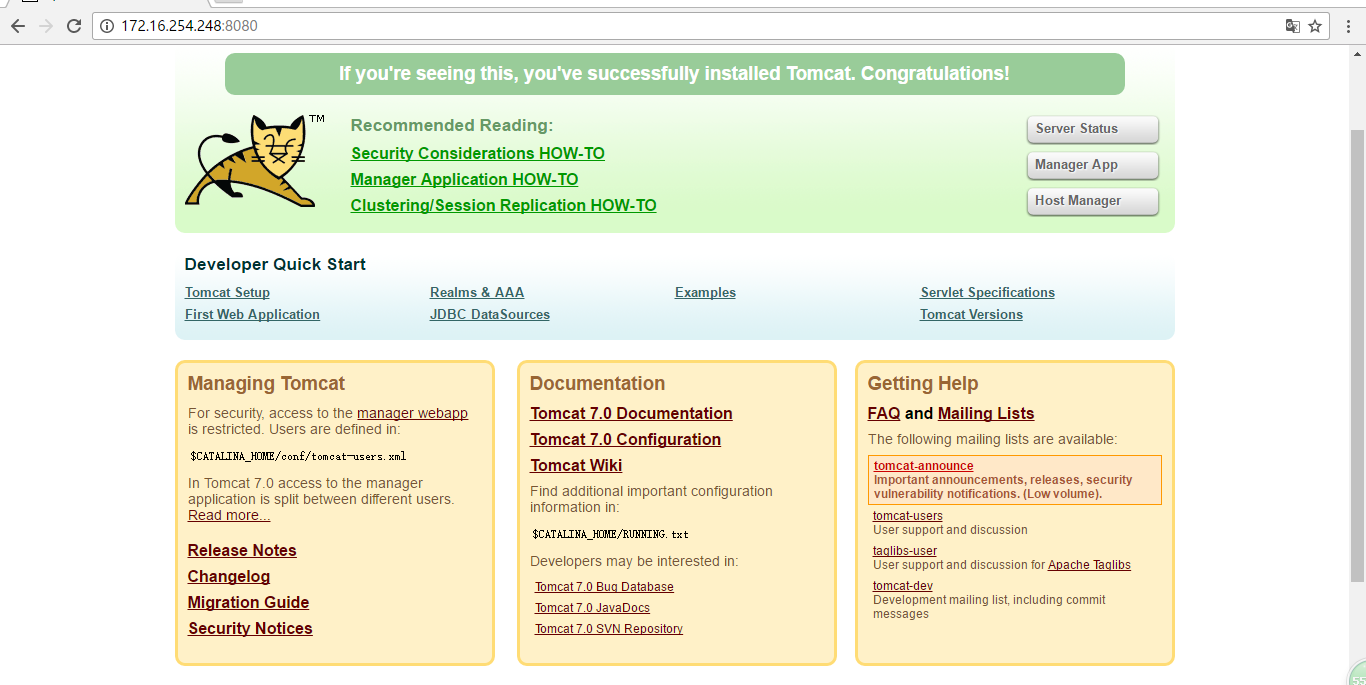 172.16.254.248:8080
If you're seeing this, you've successfully installed Tomcat. Congratulations!
TM
Recommended Reading:
Security Considerations HOW-TO
Manager Application HOW-TO
Clustering/Session Replication HOW-TO
Server Status
Manager App
Host Manager
Developer Quick Start
Tomcat Setup
First Web Application
Realms & AAA
JDBC DataSources
Examples
Servlet Specifications
Tomcat Versions
Managing Tomcat
For security, access to the manager webapp
is restricted. Users are defined in:
$CATALINA_HOME/conf/tomcat-users.xml
In Tomcat 7.0 access to the manager
application is split between different users.
Read more...
Release Notes
Changelog
Migration Guide
Security Notices
Documentation
Tomcat 7.0 Documentation
Tomcat 7.0 Configuration
Tomcat Wiki
Find additional important configuration
information in:
$CATALINA_HOME/RUNNING.txt
Developers may be interested in:
Tomcat 7.0 Bug Database
Tomcat 7.0 JavaDocs
Tomcat 7.0 SVN Repository
Getting Help
FAQ and Mailing Lists
The following mailing lists are available:
tomcat-announce
Important announcements, releases, security
vulnerability notifications. (Low volume).
tomcat-users
User support and discussion
taglibs-user
User support and discussion for Apache Taglibs
tomcat-dev
Development mailing list, including commit
messages